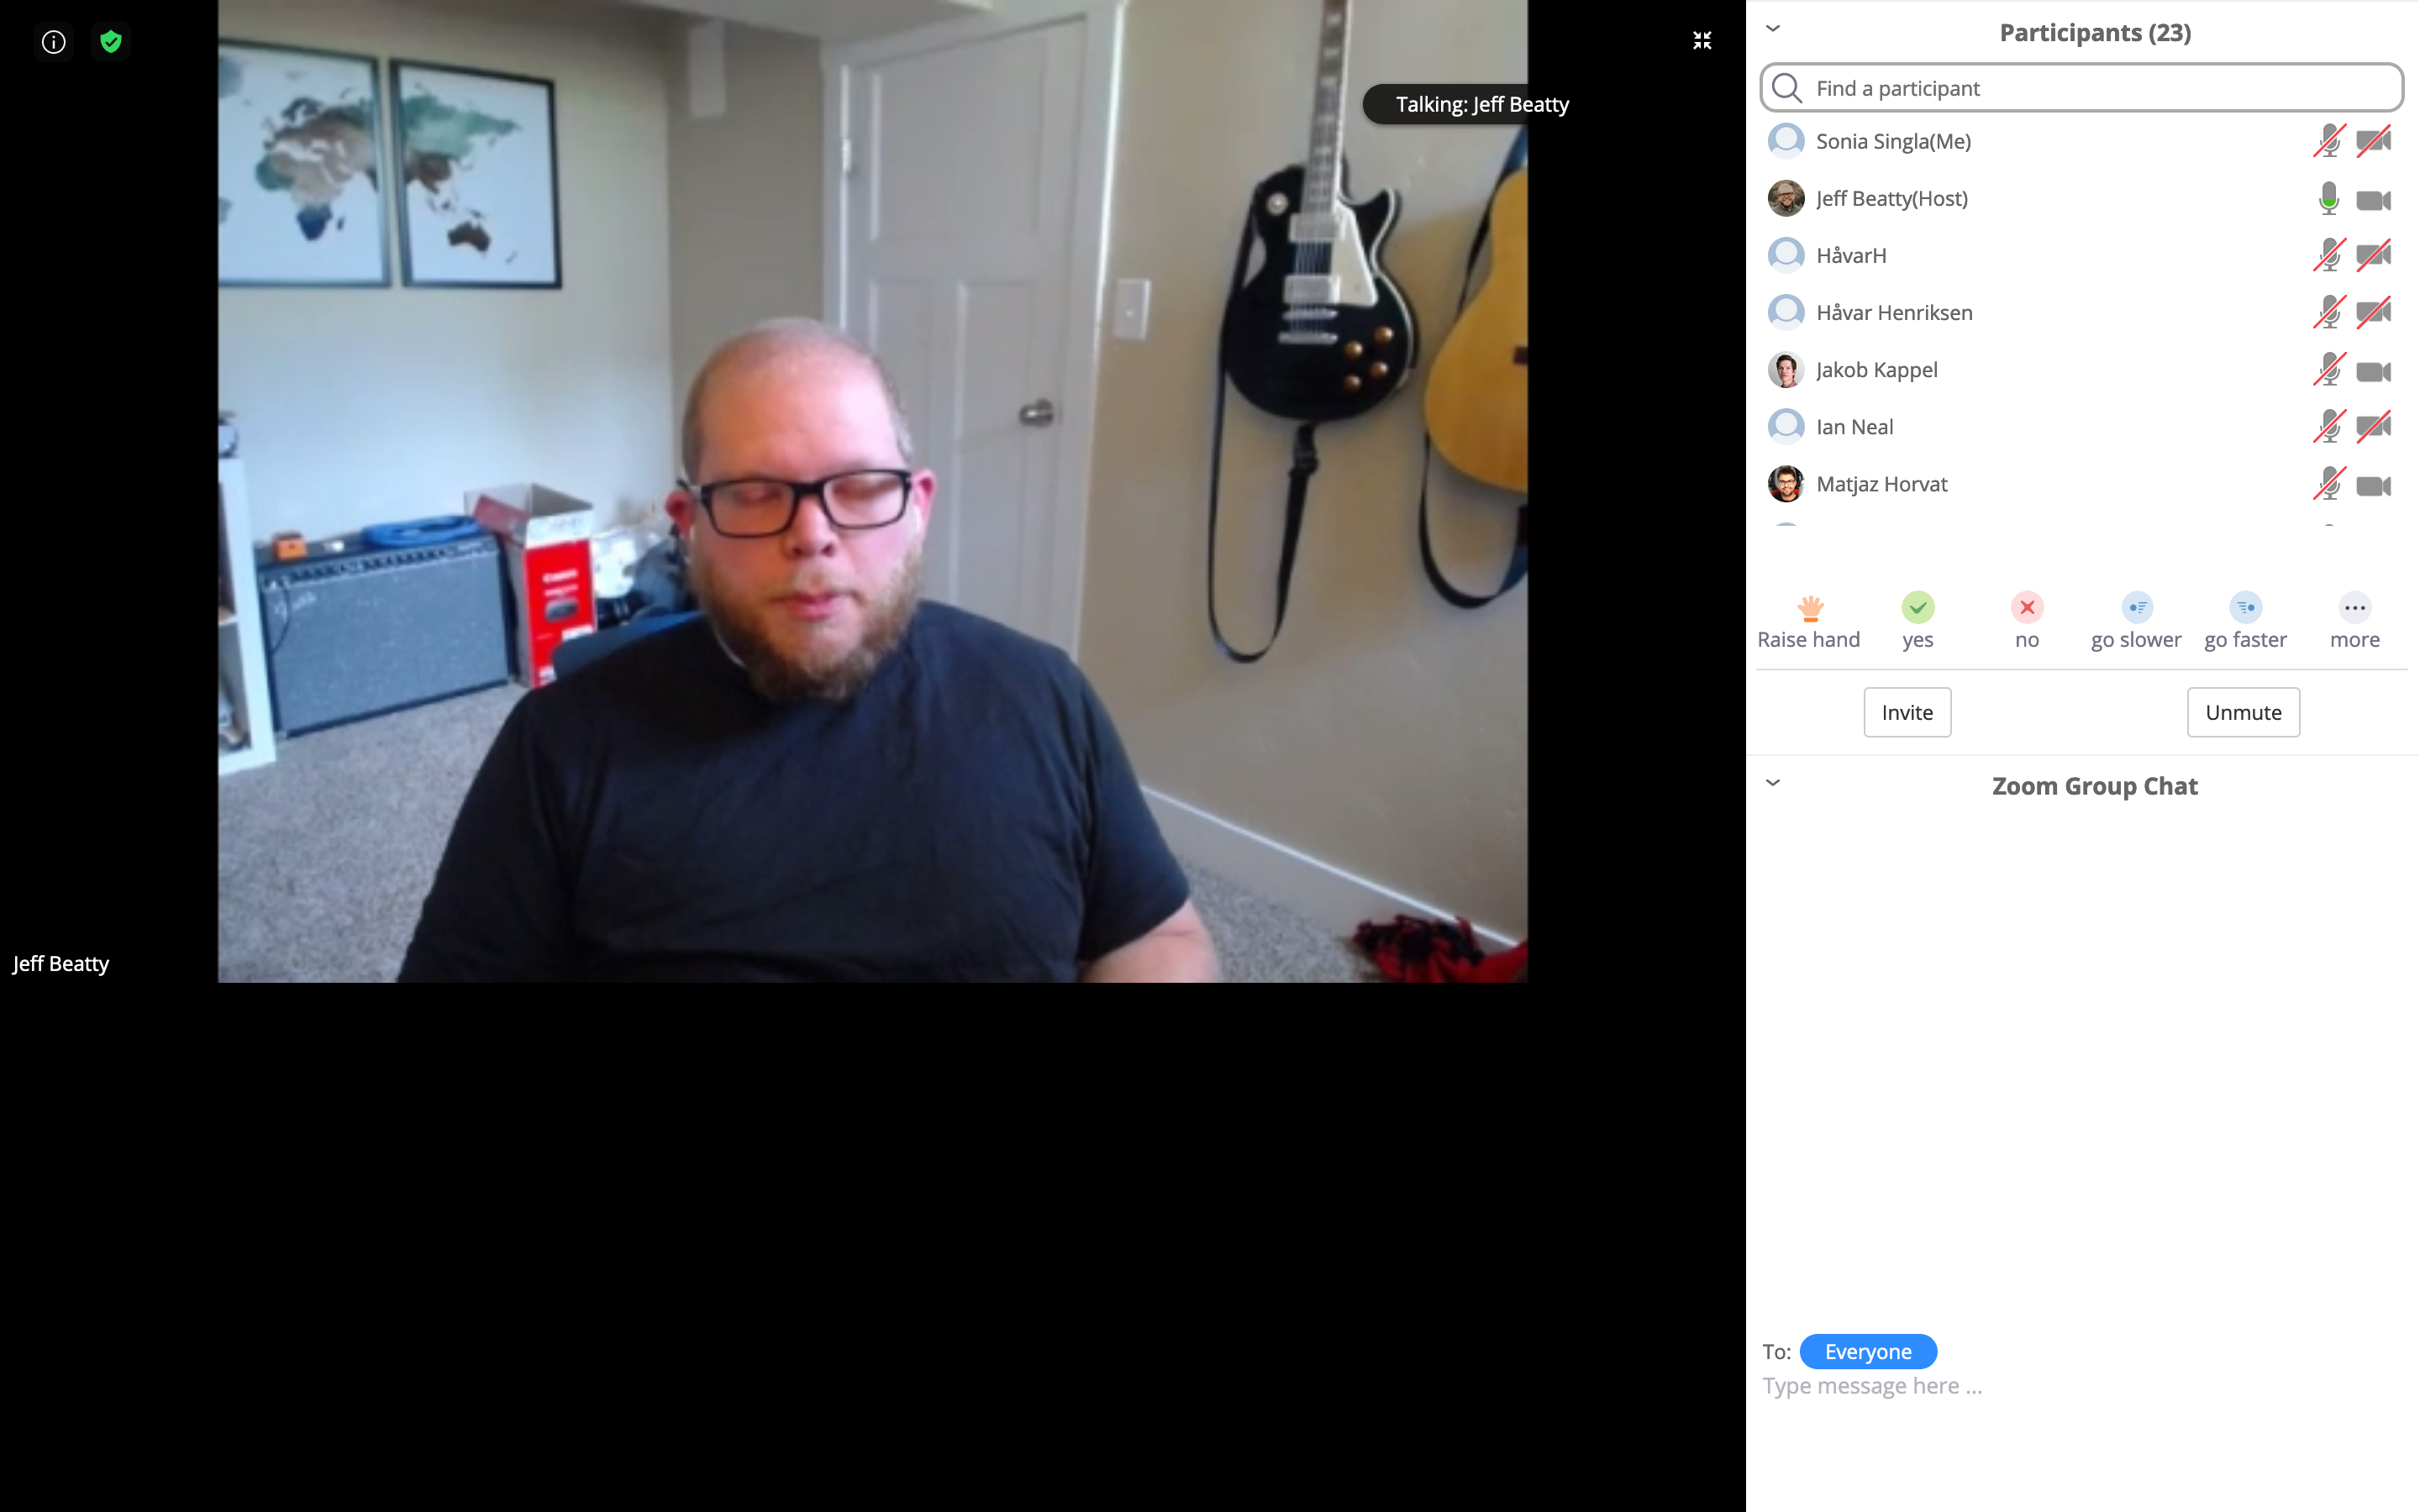 Talking: Jeff Beatty
Jeff Beatty
Participants (23)
Find a participant
Sonia Singla(Me)
Jeff Beatty(Host)
HåvarH
Håvar Henriksen
Jakob Kappel
Ian Neal
Matjaz Horvat
Raise hand
yes
no
go slower
go faster
more
Invite
Unmute
Zoom Group Chat
To: Everyone
Type message here ...
Canon